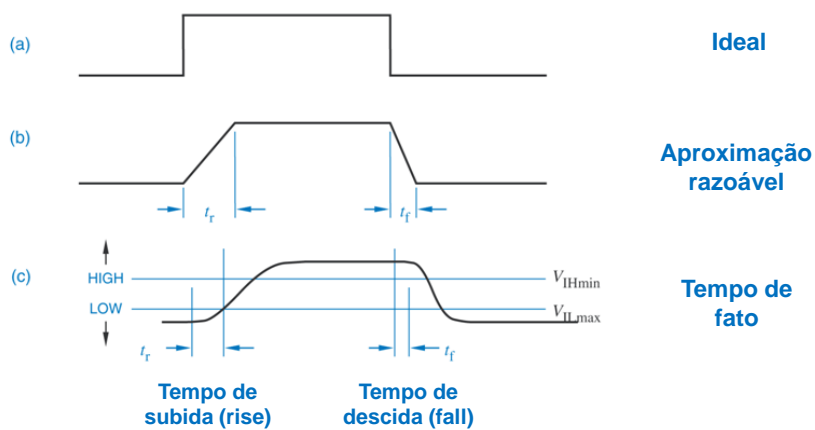 (a)
Ideal
(b)
Aproximação
razoável
tr
tf
(c)
HIGH
VIHmin
LOW
VILmax
Tempo de
fato
tr
tf
Tempo de
subida (rise)
Tempo de
descida (fall)